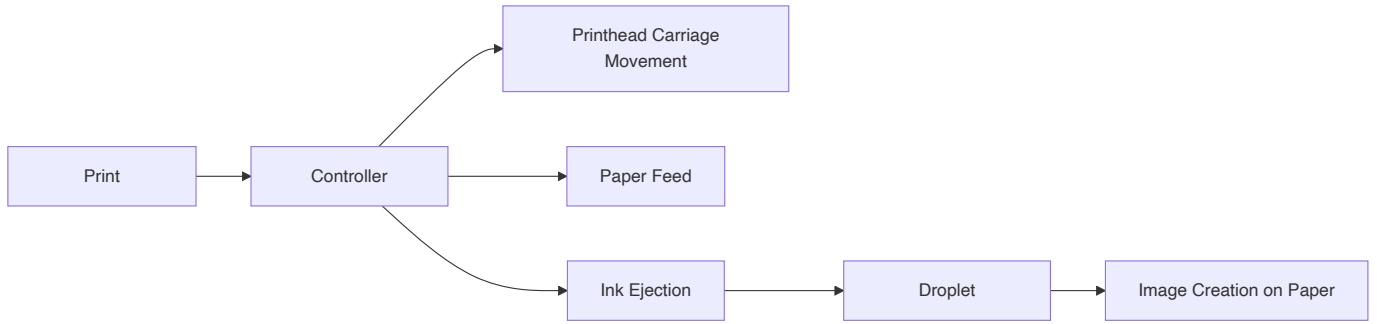 Printhead Carriage
Movement
Print
Controller
Paper Feed
Ink Ejection
Droplet
Image Creation on Paper